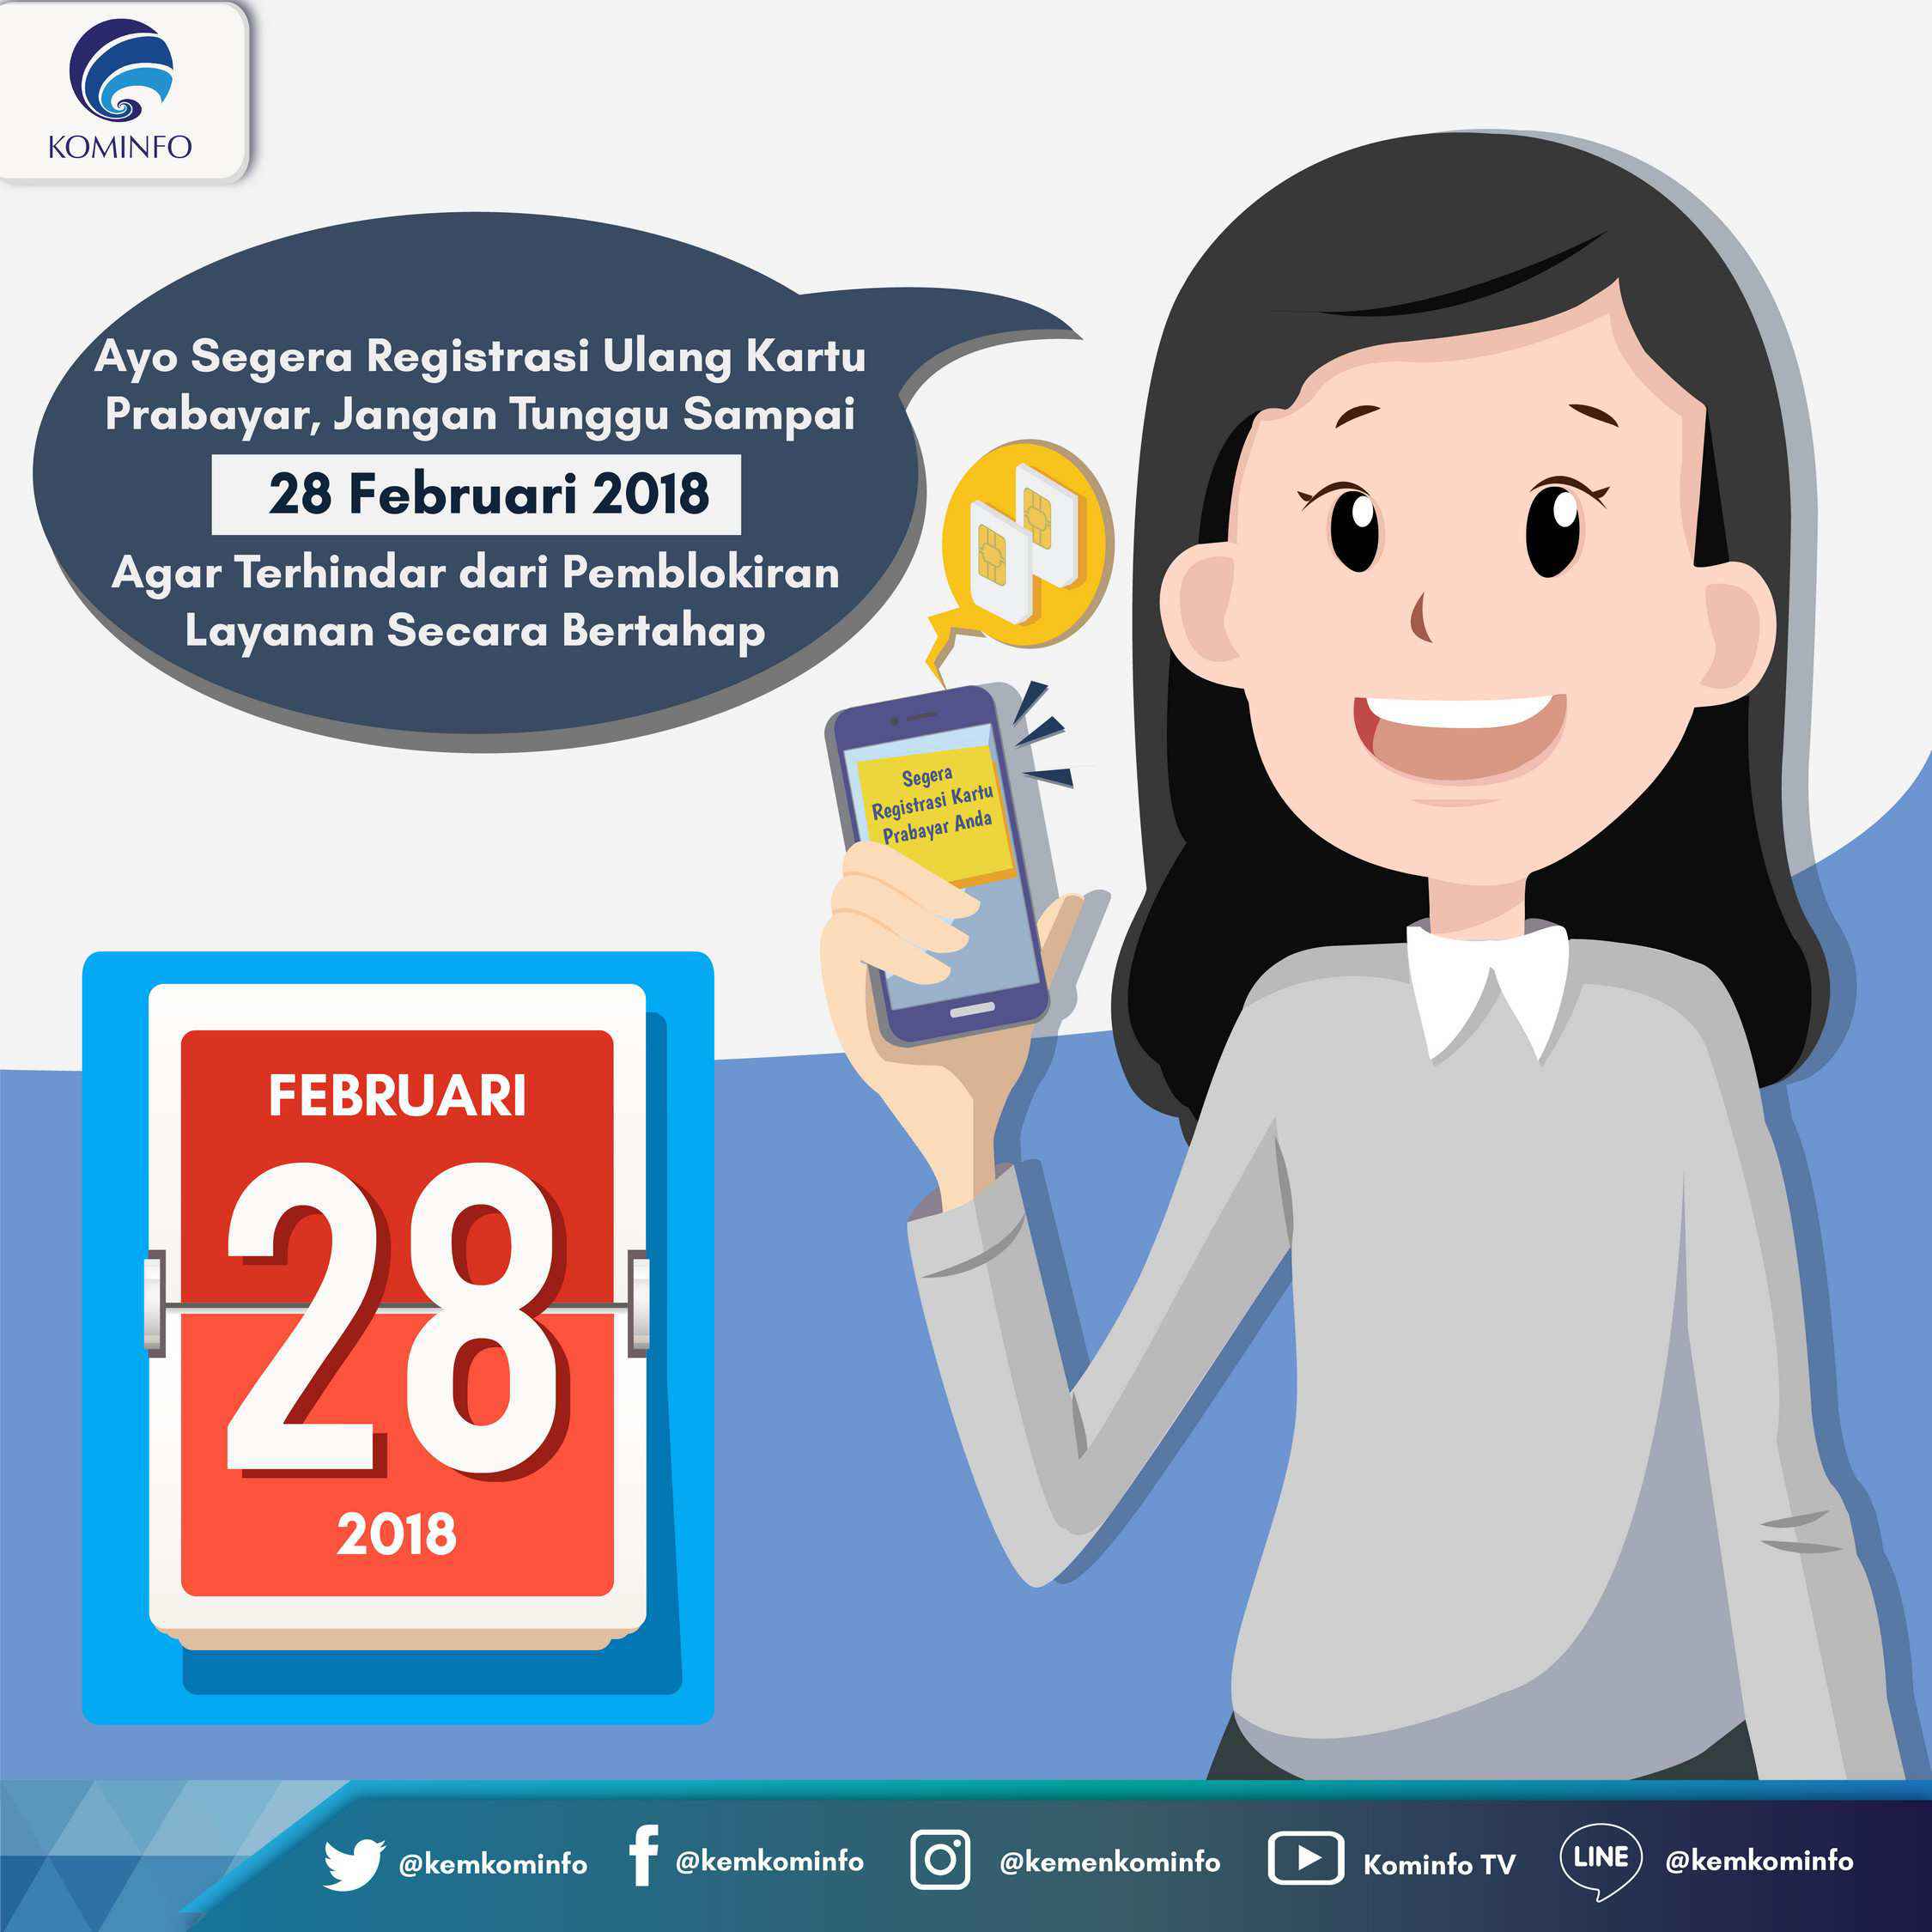 KOMINFO
Ayo Segera Registrasi Ulang Kartu
Prabayar, Jangan Tunggu Sampai
28 Februari 2018
Agar Terhindar dari Pemblokiran
Layanan Secara Bertahap
Segera
Registrasi Kartu
Prabayar Anda
FEBRUARI
28
2018
@kemkominfo
@kemkominfo
@kemenkominfo
Kominfo TV
LINE
@kemkominfo